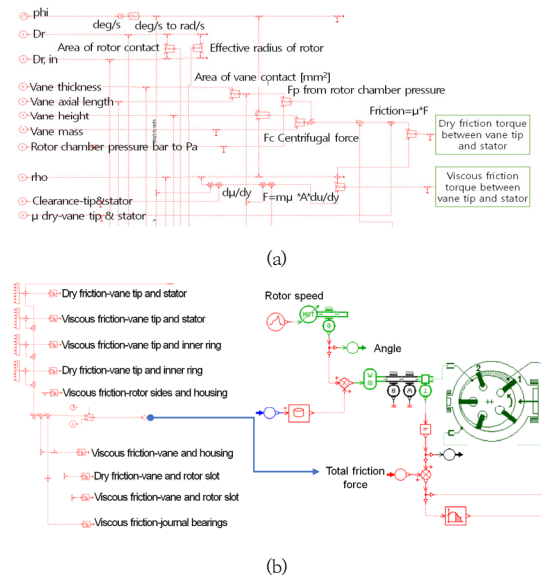 phi
deg/s
deg/s to rad/s
Dr
Area of rotor contact
Effective radius of rotor
Dr, in
Area of vane contact [mm²]
Vane thickness
Fp from rotor chamber pressure
Vane axial length
Friction=μ*F
Vane height
Vane mass
Fc Centrifugal force
Rotor chamber pressure bar to Pa
Dry friction torque
between vane tip
and stator
rho
dμ/dy
F=mμ *A*du/dy
Clearance-tip&stator
μ dry-vane tip & stator
Viscous friction
torque between
vane tip and stator
(a)
Dry friction-vane tip and stator
Viscous friction-vane tip and stator
Viscous friction-vane tip and inner ring
Dry friction-vane tip and inner ring
Viscous friction-rotor sides and housing
Viscous friction-vane and housing
Dry friction-vane and rotor slot
Viscous friction-vane and rotor slot
Viscous friction-journal bearings
Rotor speed
MOT
Angle
2
1
Total friction
force
(b)